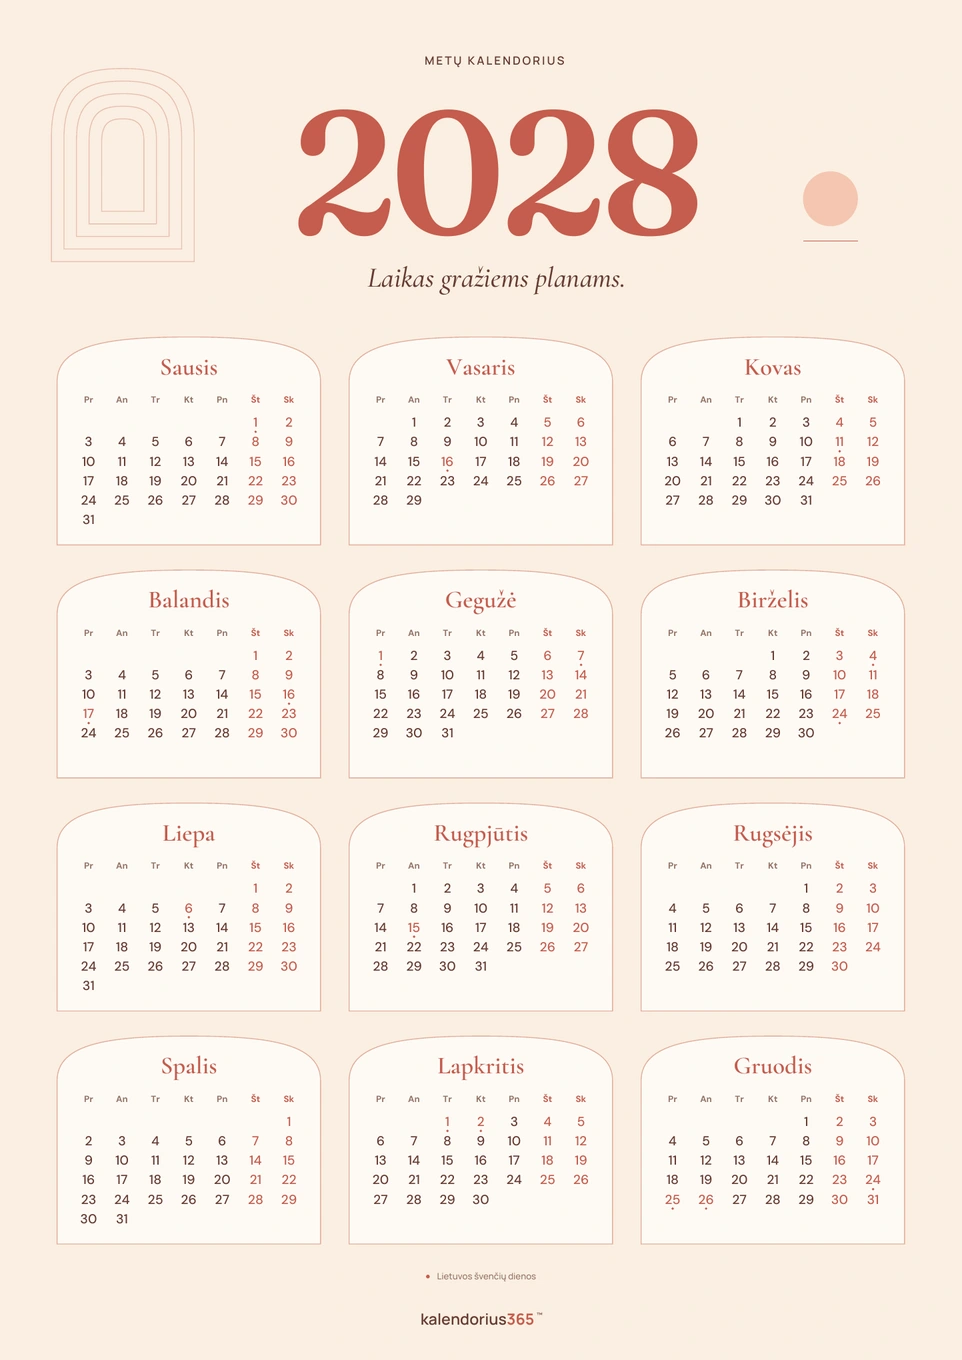 METŲ KALENDORIUS
2028
Laikas gražiems planams.
Sausis
Pr An Tr Kt Pn Št Sk
1 2
3 4 5 6 7 8 9
10 11 12 13 14 15 16
17 18 19 20 21 22 23
24 25 26 27 28 29 30
31
Vasaris
Pr An Tr Kt Pn Št Sk
1 2 3 4 5 6
7 8 9 10 11 12 13
14 15 16 17 18 19 20
21 22 23 24 25 26 27
28 29
Kovas
Pr An Tr Kt Pn Št Sk
1 2 3 4 5
6 7 8 9 10 11 12
13 14 15 16 17 18 19
20 21 22 23 24 25 26
27 28 29 30 31
Balandis
Pr An Tr Kt Pn Št Sk
1 2
3 4 5 6 7 8 9
10 11 12 13 14 15 16
17 18 19 20 21 22 23
24 25 26 27 28 29 30
Gegužė
Pr An Tr Kt Pn Št Sk
1 2 3 4 5 6 7
8 9 10 11 12 13 14
15 16 17 18 19 20 21
22 23 24 25 26 27 28
29 30 31
Birželis
Pr An Tr Kt Pn Št Sk
1 2 3 4
5 6 7 8 9 10 11
12 13 14 15 16 17 18
19 20 21 22 23 24 25
26 27 28 29 30
Liepa
Pr An Tr Kt Pn Št Sk
1 2
3 4 5 6 7 8 9
10 11 12 13 14 15 16
17 18 19 20 21 22 23
24 25 26 27 28 29 30
31
Rugpjūtis
Pr An Tr Kt Pn Št Sk
1 2 3 4 5 6
7 8 9 10 11 12 13
14 15 16 17 18 19 20
21 22 23 24 25 26 27
28 29 30 31
Rugsėjis
Pr An Tr Kt Pn Št Sk
1 2 3
4 5 6 7 8 9 10
11 12 13 14 15 16 17
18 19 20 21 22 23 24
25 26 27 28 29 30
Spalis
Pr An Tr Kt Pn Št Sk
1
2 3 4 5 6 7 8
9 10 11 12 13 14 15
16 17 18 19 20 21 22
23 24 25 26 27 28 29
30 31
Lapkritis
Pr An Tr Kt Pn Št Sk
1 2 3 4 5
6 7 8 9 10 11 12
13 14 15 16 17 18 19
20 21 22 23 24 25 26
27 28 29 30
Gruodis
Pr An Tr Kt Pn Št Sk
1 2 3
4 5 6 7 8 9 10
11 12 13 14 15 16 17
18 19 20 21 22 23 24
25 26 27 28 29 30 31
• Lietuvos švenčių dienos
kalendorius365™